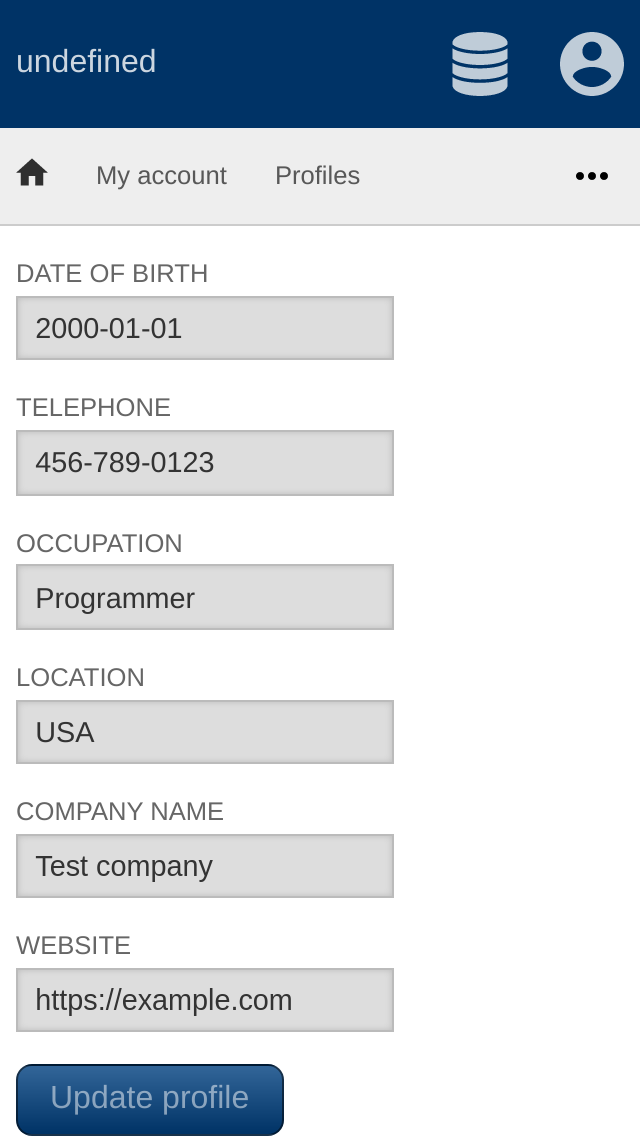 undefined
My account Profiles
DATE OF BIRTH
2000-01-01
TELEPHONE
456-789-0123
OCCUPATION
Programmer
LOCATION
USA
COMPANY NAME
Test company
WEBSITE
https://example.com
Update profile